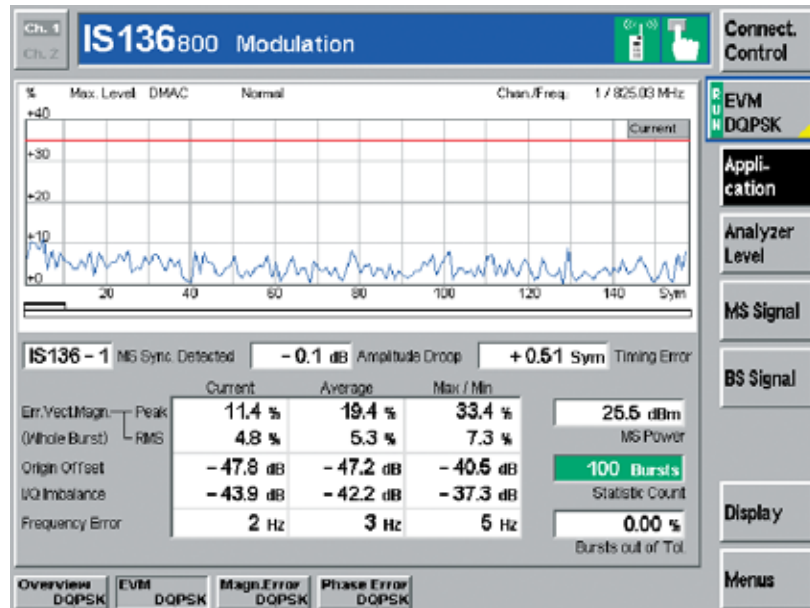 Ch. 1
Ch. 2
IS136800 Modulation
Connect.
Control
% Max. Level DMAC Normal Chan./Freq. 1 / 825.03 MHz
+40
Current
+30
+20
+10
+0
20 40 60 80 100 120 140 Sym
RUN
EVM
DQPSK
Appli-
cation
Analyzer
Level
MS Signal
BS Signal
Display
Menus
IS136 - 1 MS Sync. Detected - 0.1 dB Amplitude Droop + 0.51 Sym Timing Error
Current Average Max / Min
Err.Vect.Magn. Peak 11.4 % 19.4 % 33.4 % 25.5 dBm
(Whole Burst) RMS 4.8 % 5.3 % 7.3 % MS Power
Origin Offset - 47.8 dB - 47.2 dB - 40.5 dB 100 Bursts
I/Q Imbalance - 43.9 dB - 42.2 dB - 37.3 dB Statistic Count
Frequency Error 2 Hz 3 Hz 5 Hz 0.00 %
Bursts out of Tol.
Overview DQPSK
EVM DQPSK
Magn.Error DQPSK
Phase Error DQPSK